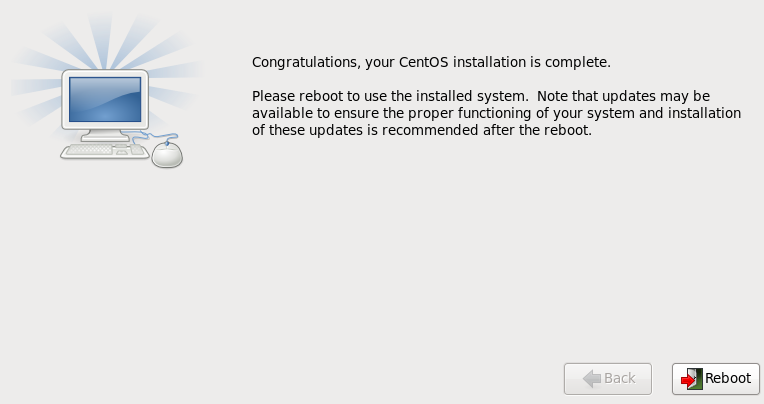 Congratulations, your CentOS installation is complete.
Please reboot to use the installed system.  Note that updates may be
available to ensure the proper functioning of your system and installation
of these updates is recommended after the reboot.
Back
Reboot